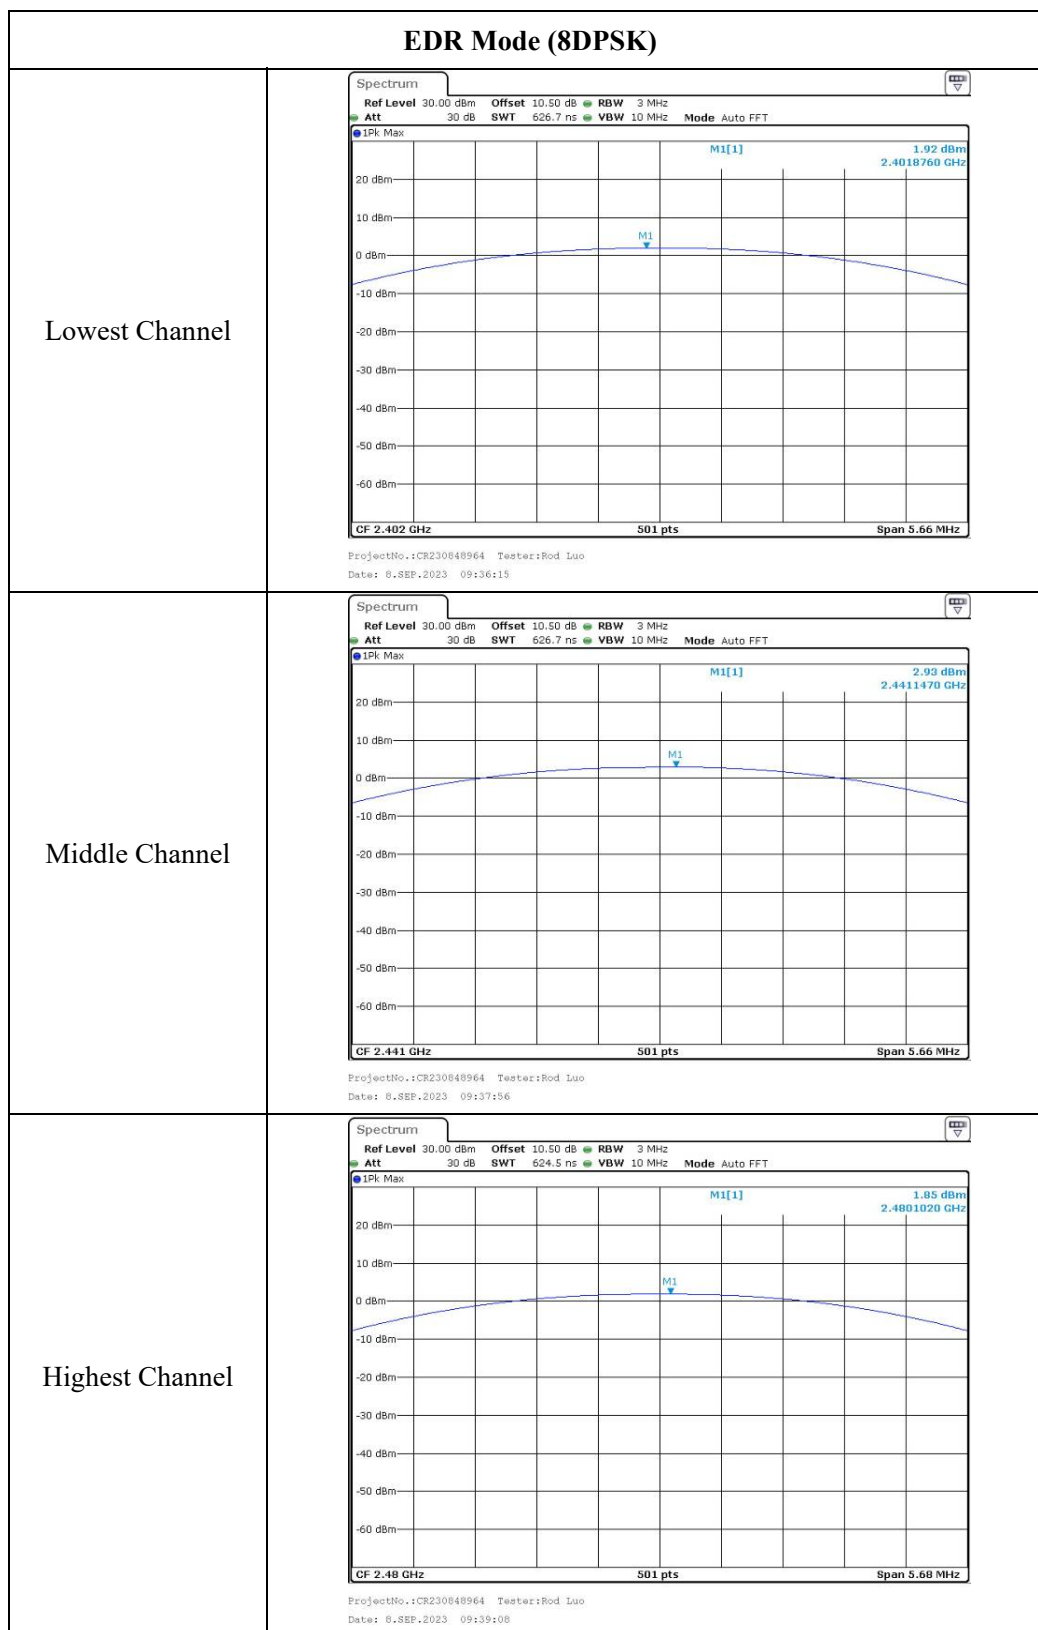 EDR Mode (8DPSK)
Lowest Channel
Spectrum
Ref Level 30.00 dBm Offset 10.50 dB RBW 3 MHz
Att 30 dB SWT 626.7 ns VBW 10 MHz Mode Auto FFT
1Pk Max
M1[1] 1.92 dBm
2.4018760 GHz
20 dBm
10 dBm
M1
0 dBm
-10 dBm
-20 dBm
-30 dBm
-40 dBm
-50 dBm
-60 dBm
CF 2.402 GHz 501 pts Span 5.66 MHz
ProjectNo.:CR230848964 Tester:Rod Luo
Date: 8.SEP.2023 09:36:15
Middle Channel
Spectrum
Ref Level 30.00 dBm Offset 10.50 dB RBW 3 MHz
Att 30 dB SWT 626.7 ns VBW 10 MHz Mode Auto FFT
1Pk Max
M1[1] 2.93 dBm
2.4411470 GHz
20 dBm
10 dBm
M1
0 dBm
-10 dBm
-20 dBm
-30 dBm
-40 dBm
-50 dBm
-60 dBm
CF 2.441 GHz 501 pts Span 5.66 MHz
ProjectNo.:CR230848964 Tester:Rod Luo
Date: 8.SEP.2023 09:37:56
Highest Channel
Spectrum
Ref Level 30.00 dBm Offset 10.50 dB RBW 3 MHz
Att 30 dB SWT 624.5 ns VBW 10 MHz Mode Auto FFT
1Pk Max
M1[1] 1.85 dBm
2.4801020 GHz
20 dBm
10 dBm
M1
0 dBm
-10 dBm
-20 dBm
-30 dBm
-40 dBm
-50 dBm
-60 dBm
CF 2.48 GHz 501 pts Span 5.68 MHz
ProjectNo.:CR230848964 Tester:Rod Luo
Date: 8.SEP.2023 09:39:08